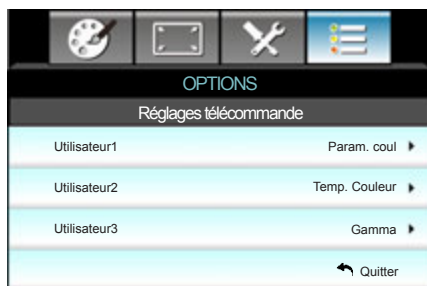 OPTIONS
Réglages télécommande
Utilisateur1 Param. coul
Utilisateur2 Temp. Couleur
Utilisateur3 Gamma
Quitter